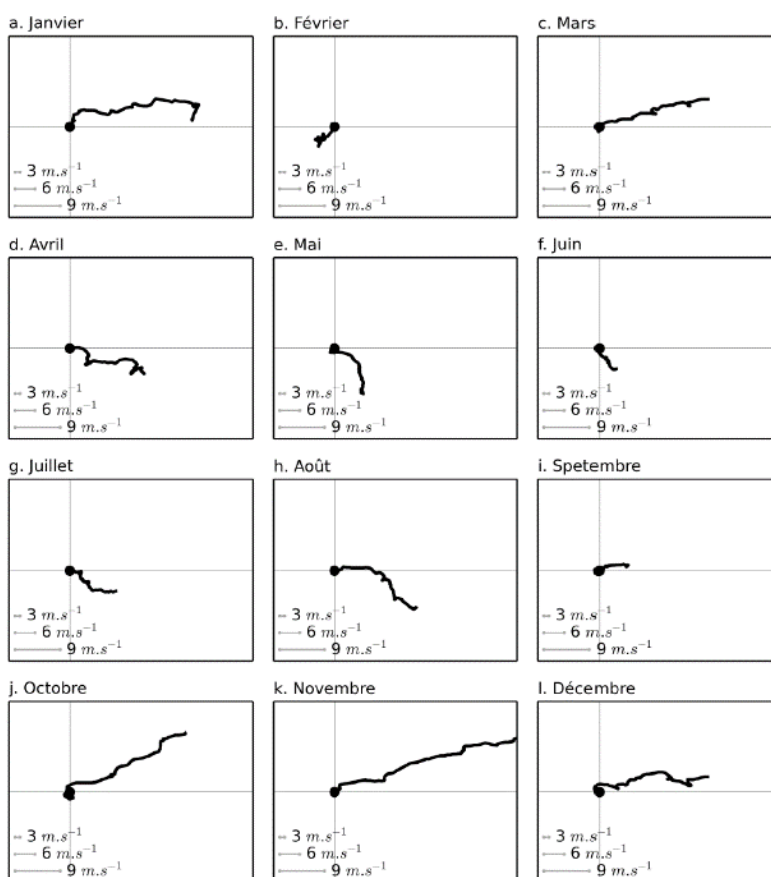 a. Janvier
b. Février
c. Mars
3 m.s⁻¹
6 m.s⁻¹
9 m.s⁻¹
3 m.s⁻¹
6 m.s⁻¹
9 m.s⁻¹
3 m.s⁻¹
6 m.s⁻¹
9 m.s⁻¹
d. Avril
e. Mai
f. Juin
3 m.s⁻¹
6 m.s⁻¹
9 m.s⁻¹
3 m.s⁻¹
6 m.s⁻¹
9 m.s⁻¹
3 m.s⁻¹
6 m.s⁻¹
9 m.s⁻¹
g. Juillet
h. Août
i. Spetembre
3 m.s⁻¹
6 m.s⁻¹
9 m.s⁻¹
3 m.s⁻¹
6 m.s⁻¹
9 m.s⁻¹
3 m.s⁻¹
6 m.s⁻¹
9 m.s⁻¹
j. Octobre
k. Novembre
l. Décembre
3 m.s⁻¹
6 m.s⁻¹
9 m.s⁻¹
3 m.s⁻¹
6 m.s⁻¹
9 m.s⁻¹
3 m.s⁻¹
6 m.s⁻¹
9 m.s⁻¹